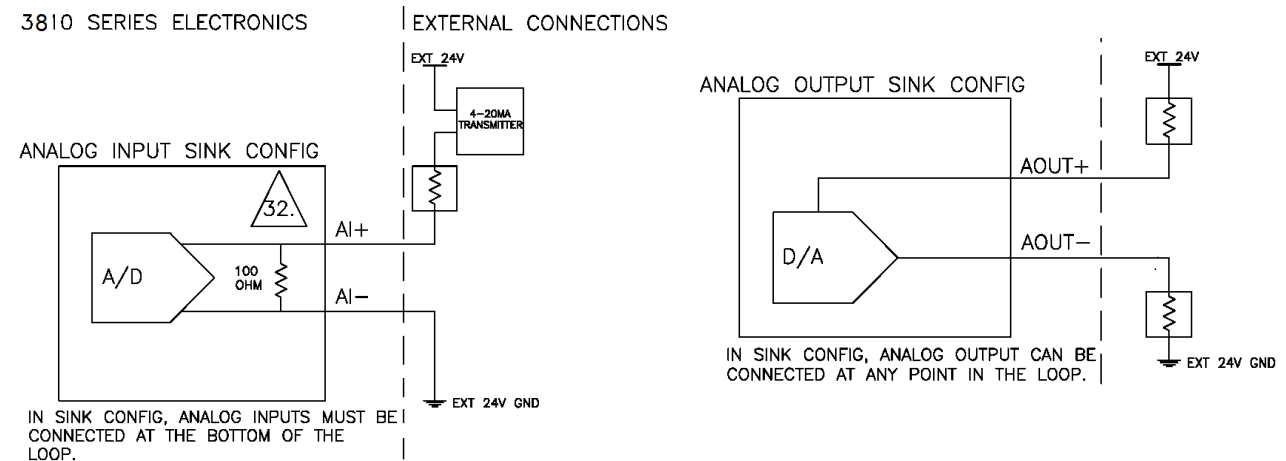 3810 SERIES ELECTRONICS
EXTERNAL CONNECTIONS
EXT 24V
4-20MA
TRANSMITTER
ANALOG INPUT SINK CONFIG
32.
AI+
A/D
100
OHM
AI-
EXT 24V GND
IN SINK CONFIG, ANALOG INPUTS MUST BE
CONNECTED AT THE BOTTOM OF THE
LOOP.
EXT 24V
ANALOG OUTPUT SINK CONFIG
AOUT+
D/A
AOUT-
IN SINK CONFIG, ANALOG OUTPUT CAN BE
CONNECTED AT ANY POINT IN THE LOOP.
EXT 24V GND